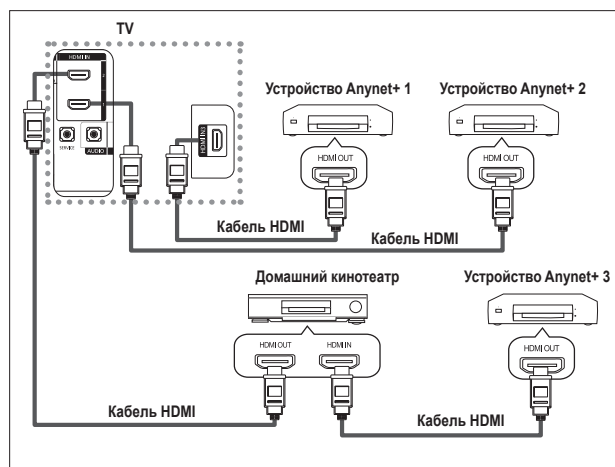 TV
HDMI IN
HDMI IN3
SERVICE
AUDIO
Устройство Anynet+ 1
Устройство Anynet+ 2
HDMI OUT
HDMI OUT
Кабель HDMI
Кабель HDMI
Домашний кинотеатр
Устройство Anynet+ 3
HDMI OUT
HDMI IN
HDMI OUT
Кабель HDMI
Кабель HDMI